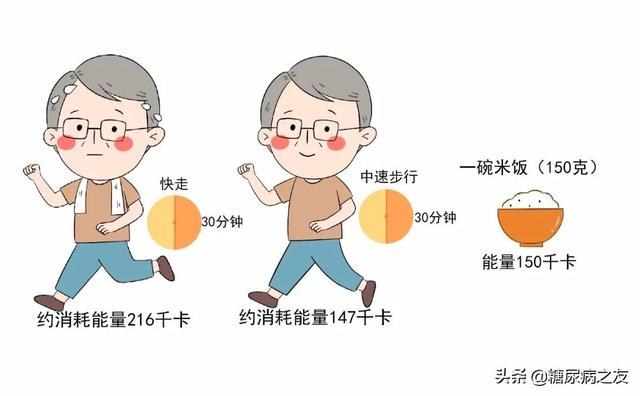 快走
30分钟
约消耗能量216千卡
中速步行
30分钟
约消耗能量147千卡
一碗米饭（150克）
能量150千卡
头条 @糖尿病之友